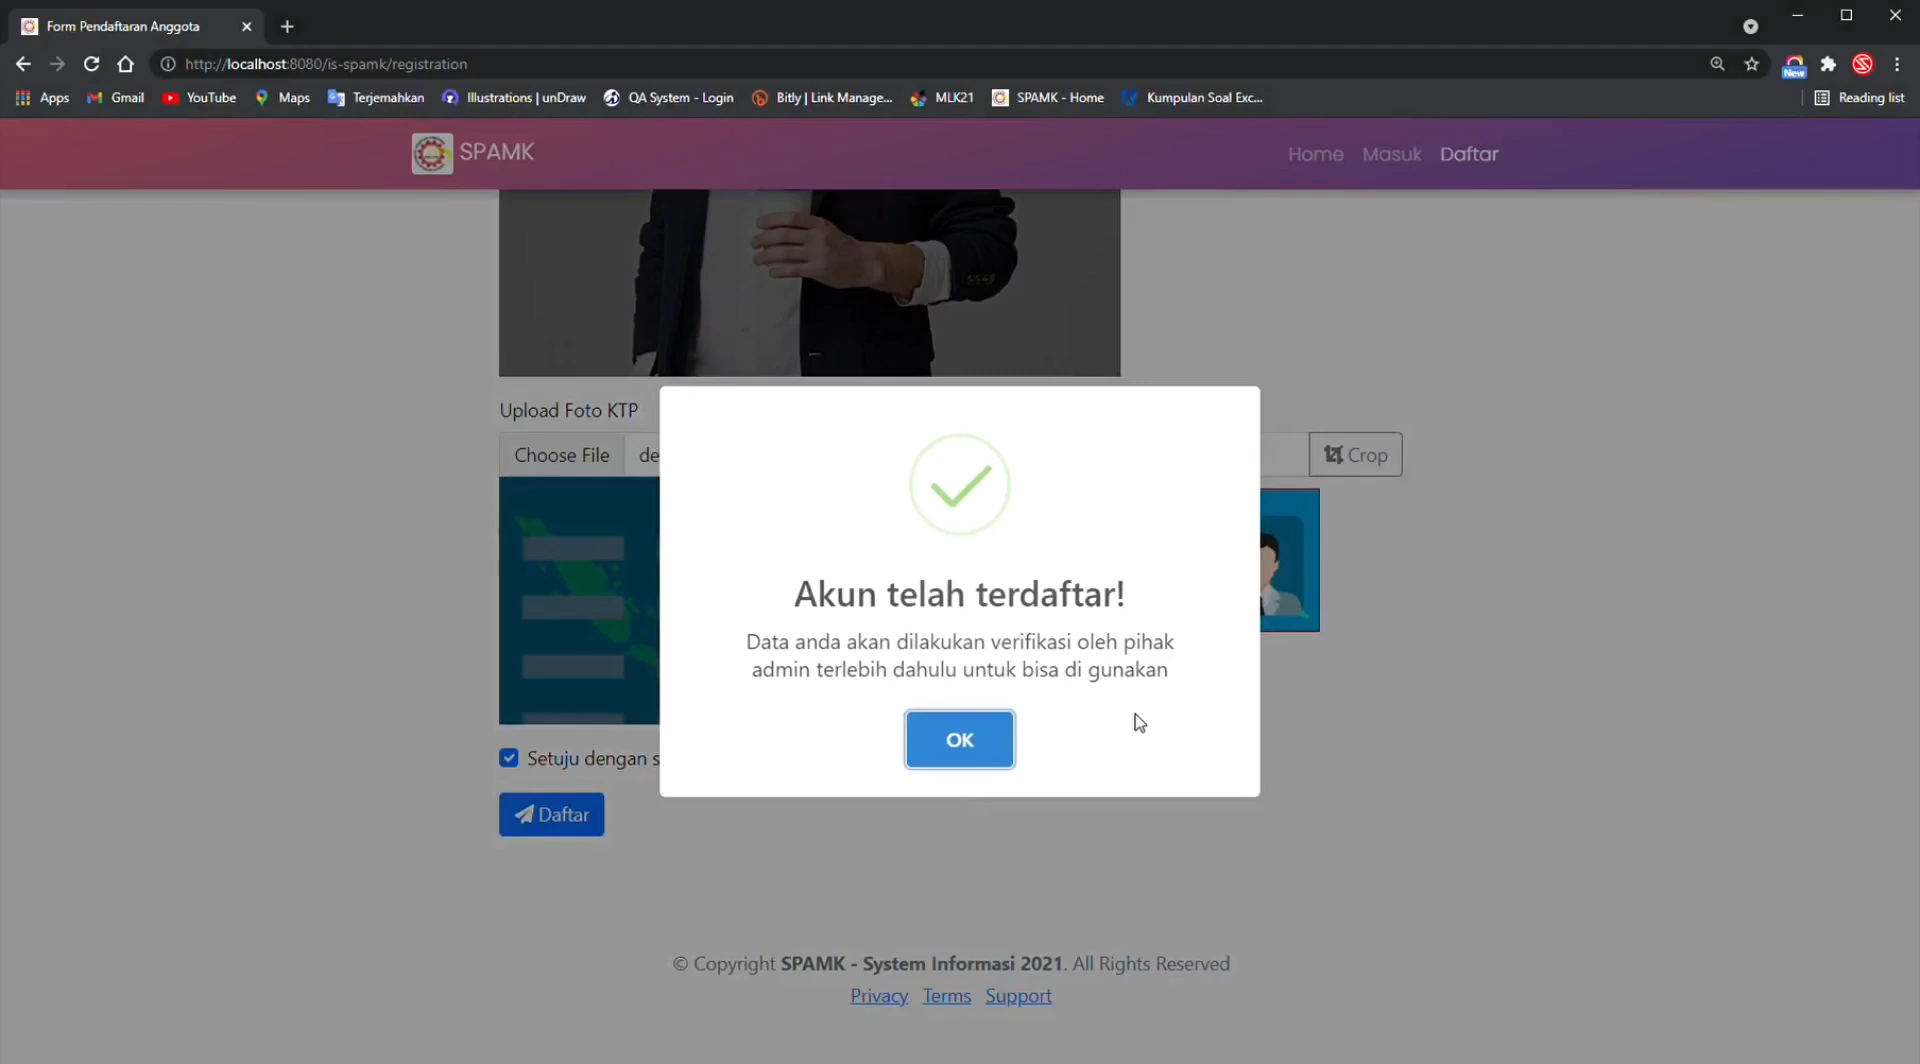 Form Pendaftaran Anggota
http://localhost:8080/is-spamk/registration
New
Apps Gmail YouTube Maps Terjemahkan Illustrations | unDraw QA System - Login Bitly | Link Manage... MLK21 SPAMK - Home Kumpulan Soal Exc... Reading list
SPAMK Home Masuk Daftar
Upload Foto KTP
Choose File de Crop
Akun telah terdaftar!
Data anda akan dilakukan verifikasi oleh pihak
admin terlebih dahulu untuk bisa di gunakan
OK
Setuju dengan s
Daftar
© Copyright SPAMK - System Informasi 2021. All Rights Reserved
Privacy Terms Support